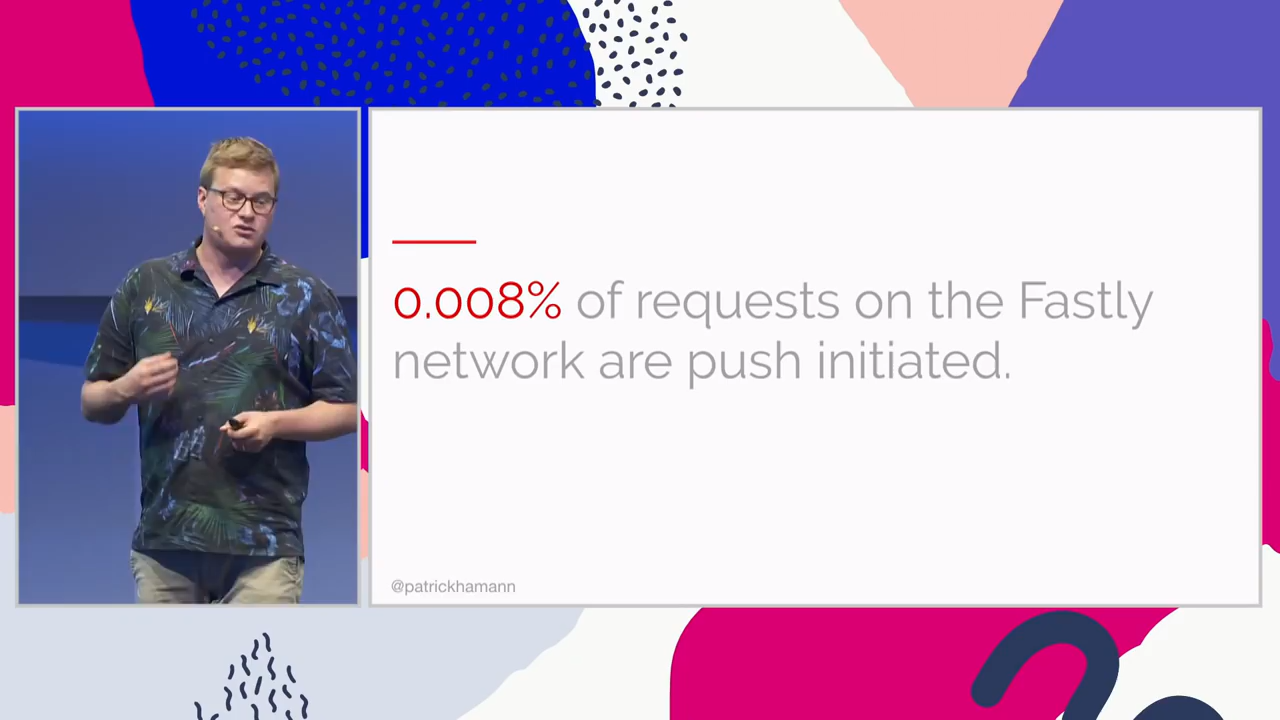 0.008% of requests on the Fastly
network are push initiated.
@patrickhamann